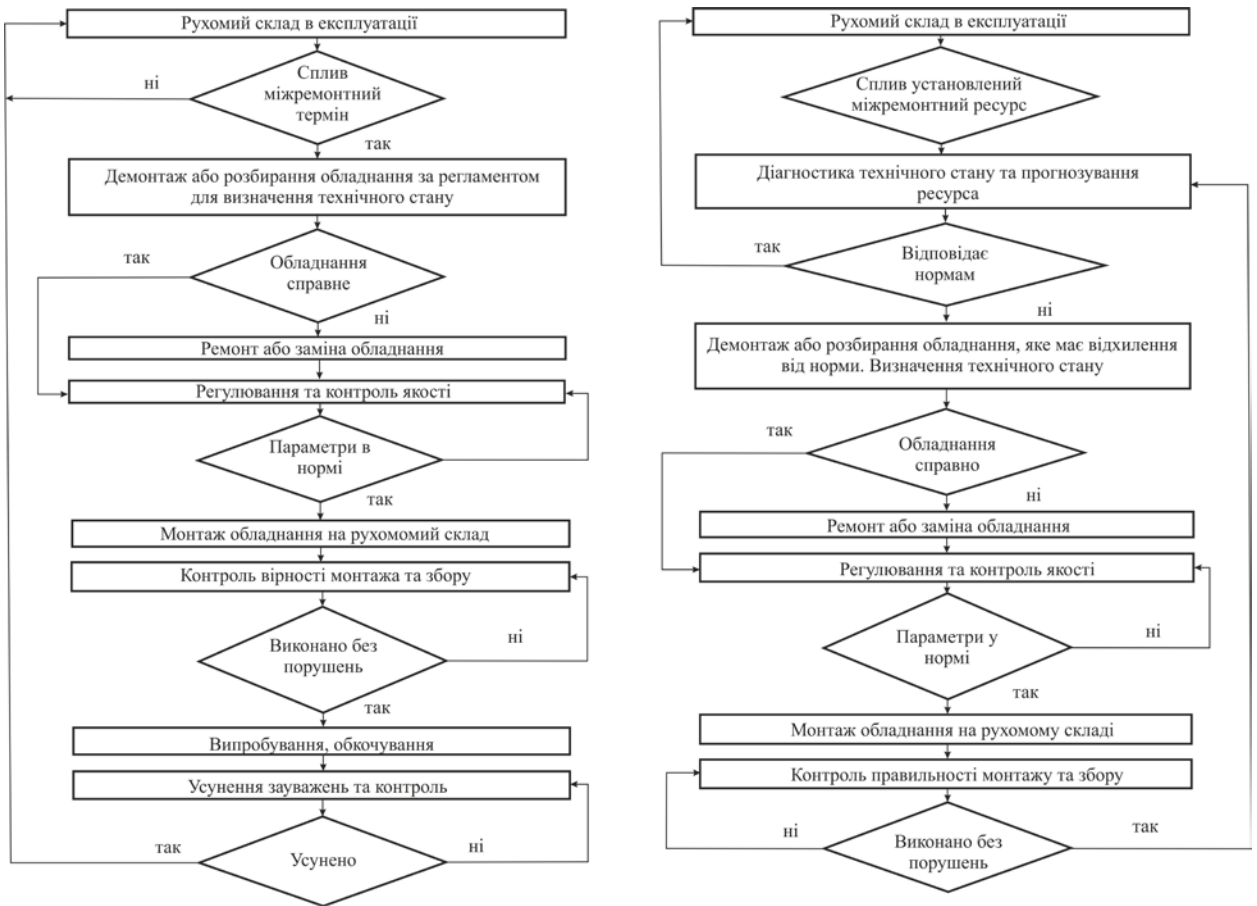 Рухомий склад в експлуатації
Сплив
міжремонтний
термін
ні
так
Демонтаж або розбирання обладнання за регламентом
для визначення технічного стану
так
Обладнання
справне
ні
Ремонт або заміна обладнання
Регулювання та контроль якості
Параметри в
нормі
так
Монтаж обладнання на рухомомий склад
Контроль вірності монтажа та збору
Виконано без
порушень
ні
так
Випробування, обкочування
Усунення зауважень та контроль
так
Усунено
ні
Рухомий склад в експлуатації
Сплив установлений
міжремонтний ресурс
Діагностика технічного стану та прогнозування
ресурса
так
Відповідає
нормам
ні
Демонтаж або розбирання обладнання, яке має відхилення
від норми. Визначення технічного стану
так
Обладнання
справно
ні
Ремонт або заміна обладнання
Регулювання та контроль якості
Параметри у
нормі
ні
так
Монтаж обладнання на рухомому складі
Контроль правильності монтажу та збору
ні
Виконано без
порушень
так